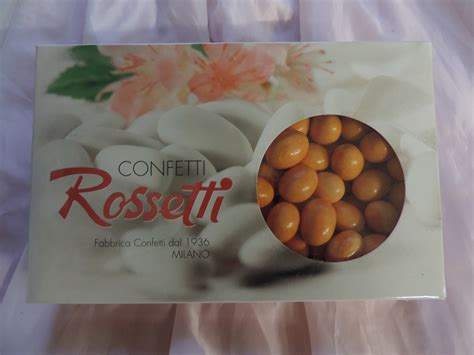 CONFETTI
Rossetti
Fabbrica Confetti dal 1936
MILANO